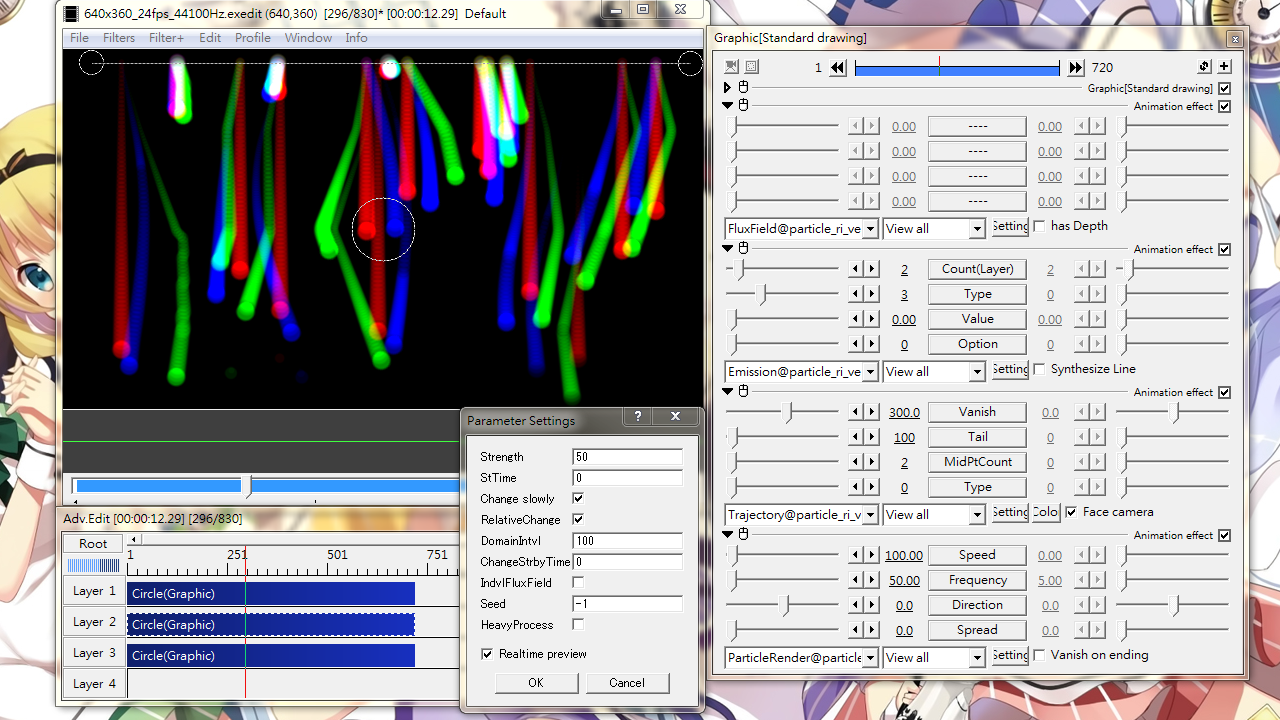 640x360_24fps_44100Hz.exedit (640,360) [296/830]* [00:00:12.29] Default
File Filters Filter+ Edit Profile Window Info
Graphic[Standard drawing]
1 720
Graphic[Standard drawing]
Animation effect
0.00 ---- 0.00
0.00 ---- 0.00
0.00 ---- 0.00
0.00 ---- 0.00
FluxField@particle_ri_ve View all Setting has Depth
Animation effect
2 Count(Layer) 2
3 Type 0
0.00 Value 0.00
0 Option 0
Emission@particle_ri_ve View all Setting Synthesize Line
Animation effect
300.0 Vanish 0.0
100 Tail 0
2 MidPtCount 0
0 Type 0
Trajectory@particle_ri_v View all Setting Colo Face camera
Animation effect
100.00 Speed 0.00
50.00 Frequency 5.00
0.0 Direction 0.0
0.0 Spread 0.0
ParticleRender@particle View all Setting Vanish on ending
Parameter Settings
Strength 50
StTime 0
Change slowly
RelativeChange
DomainIntvl 100
ChangeStrbyTime 0
IndvlFluxField
Seed -1
HeavyProcess
Realtime preview
OK Cancel
Adv.Edit [00:00:12.29] [296/830]
Root 1 251 501 751
Layer 1 Circle(Graphic)
Layer 2 Circle(Graphic)
Layer 3 Circle(Graphic)
Layer 4